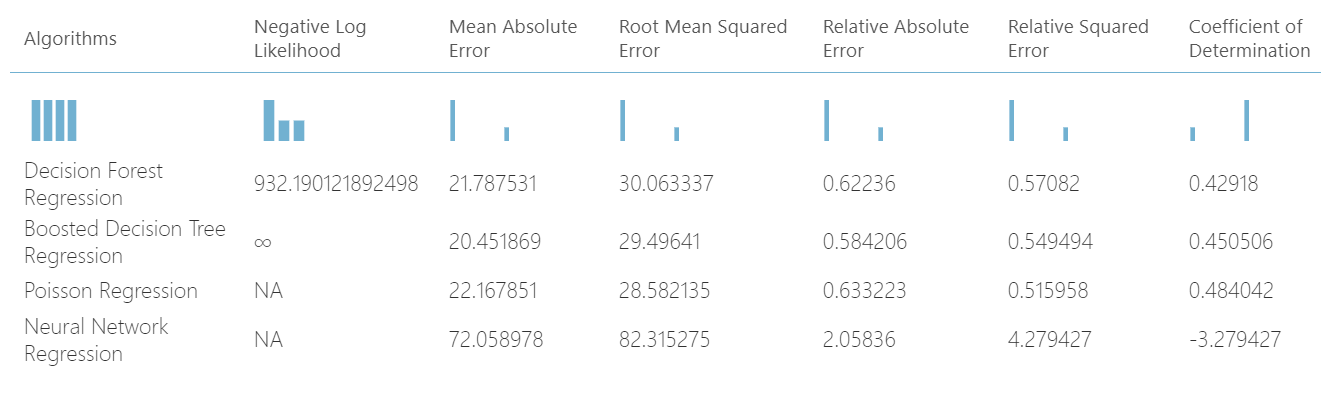 Algorithms Negative Log Likelihood Mean Absolute Error Root Mean Squared Error Relative Absolute Error Relative Squared Error Coefficient of Determination
Decision Forest Regression 932.190121892498 21.787531 30.063337 0.62236 0.57082 0.42918
Boosted Decision Tree Regression ∞ 20.451869 29.49641 0.584206 0.549494 0.450506
Poisson Regression NA 22.167851 28.582135 0.633223 0.515958 0.484042
Neural Network Regression NA 72.058978 82.315275 2.05836 4.279427 -3.279427